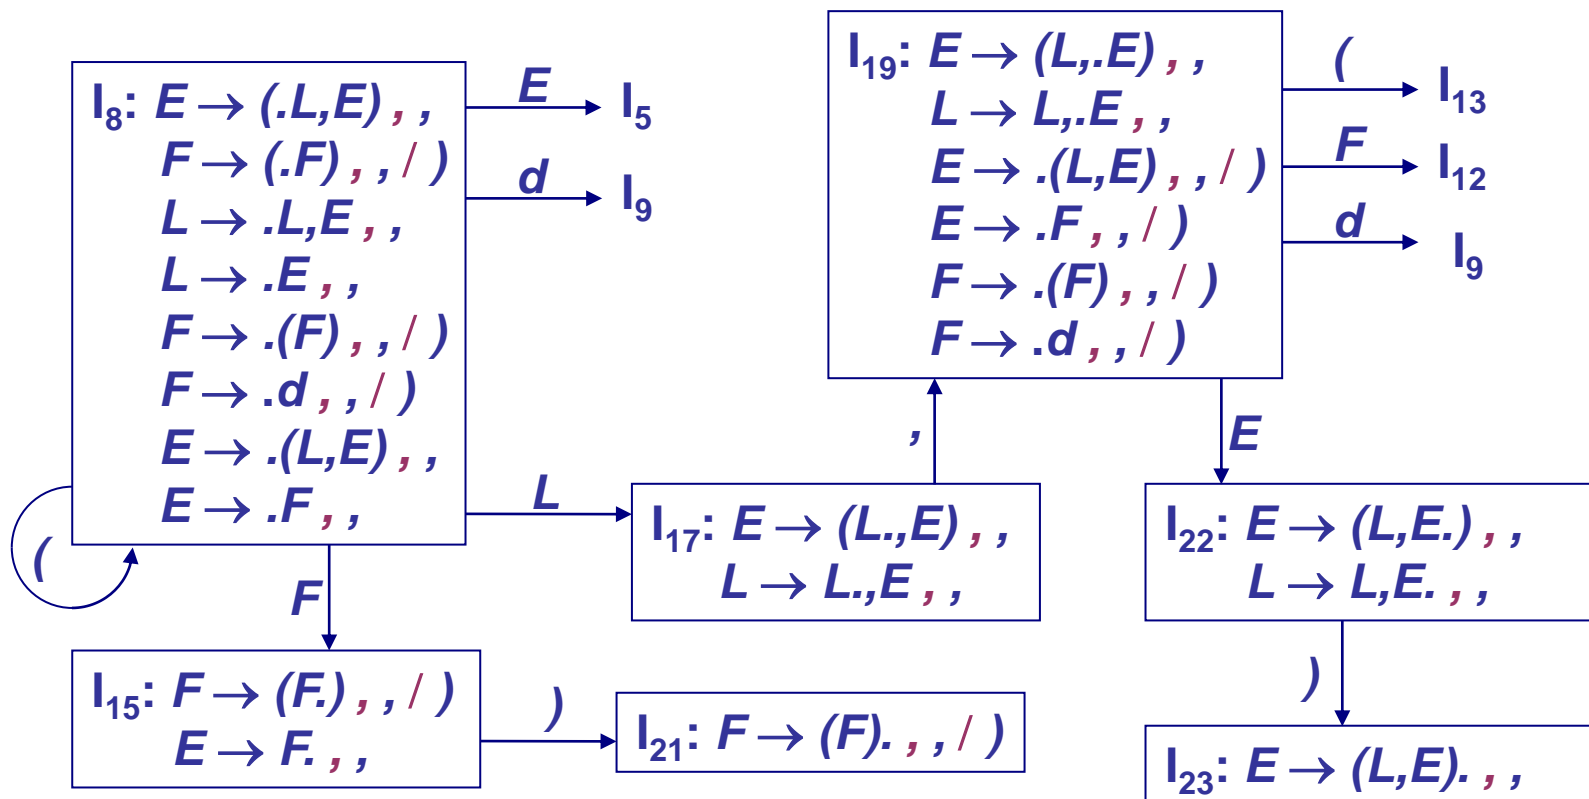 I8: E → (.L,E) , ,
F → (.F) , , / )
L → .L,E , ,
L → .E , ,
F → .(F) , , / )
F → .d , , / )
E → .(L,E) , ,
E → .F , ,
E
I5
d
I9
L
(
F
I15: F → (F.) , , / )
E → F. , ,
)
I21: F → (F). , , / )
I17: E → (L.,E) , ,
L → L.,E , ,
,
I19: E → (L,.E) , ,
L → L,.E , ,
E → .(L,E) , , / )
E → .F , , / )
F → .(F) , , / )
F → .d , , / )
(
I13
F
I12
d
I9
E
I22: E → (L,E.) , ,
L → L,E. , ,
)
I23: E → (L,E). , ,